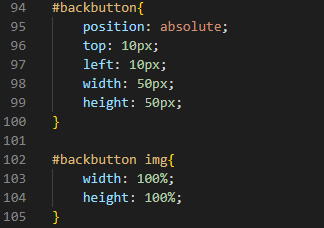 94 #backbutton{
95 position: absolute;
96 top: 10px;
97 left: 10px;
98 width: 50px;
99 height: 50px;
100 }
101
102 #backbutton img{
103 width: 100%;
104 height: 100%;
105 }